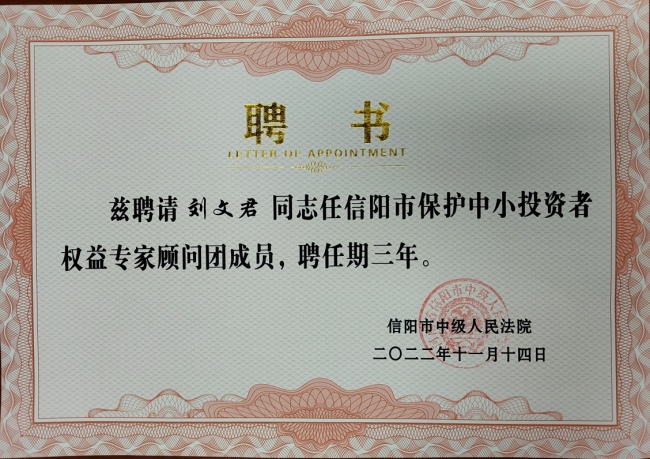 聘书
LETTER OF APPOINTMENT
兹聘请 刘文君 同志任信阳市保护中小投资者
权益专家顾问团成员，聘任期三年。
信阳市中级人民法院
二〇二二年十一月十四日